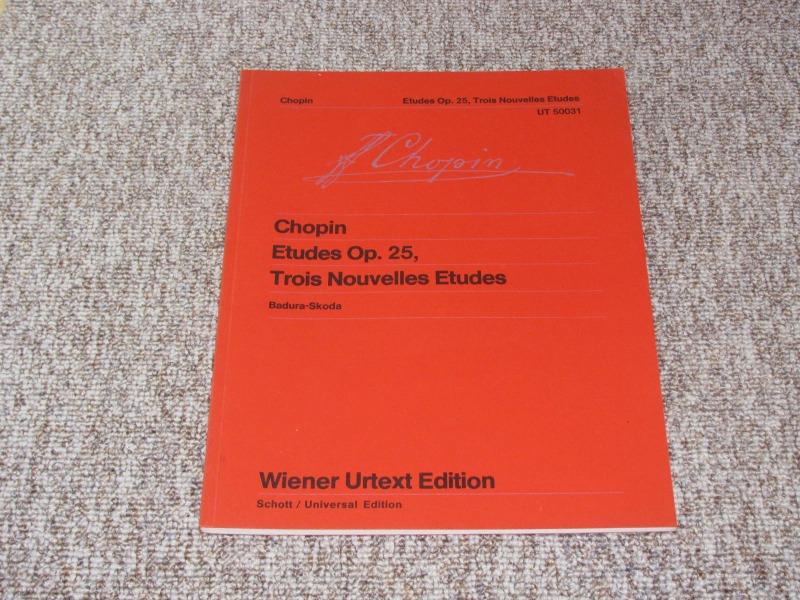 Chopin Etudes Op. 25, Trois Nouvelles Etudes
UT 50031
F Chopin
Chopin
Etudes Op. 25,
Trois Nouvelles Etudes
Badura-Skoda
Wiener Urtext Edition
Schott / Universal Edition